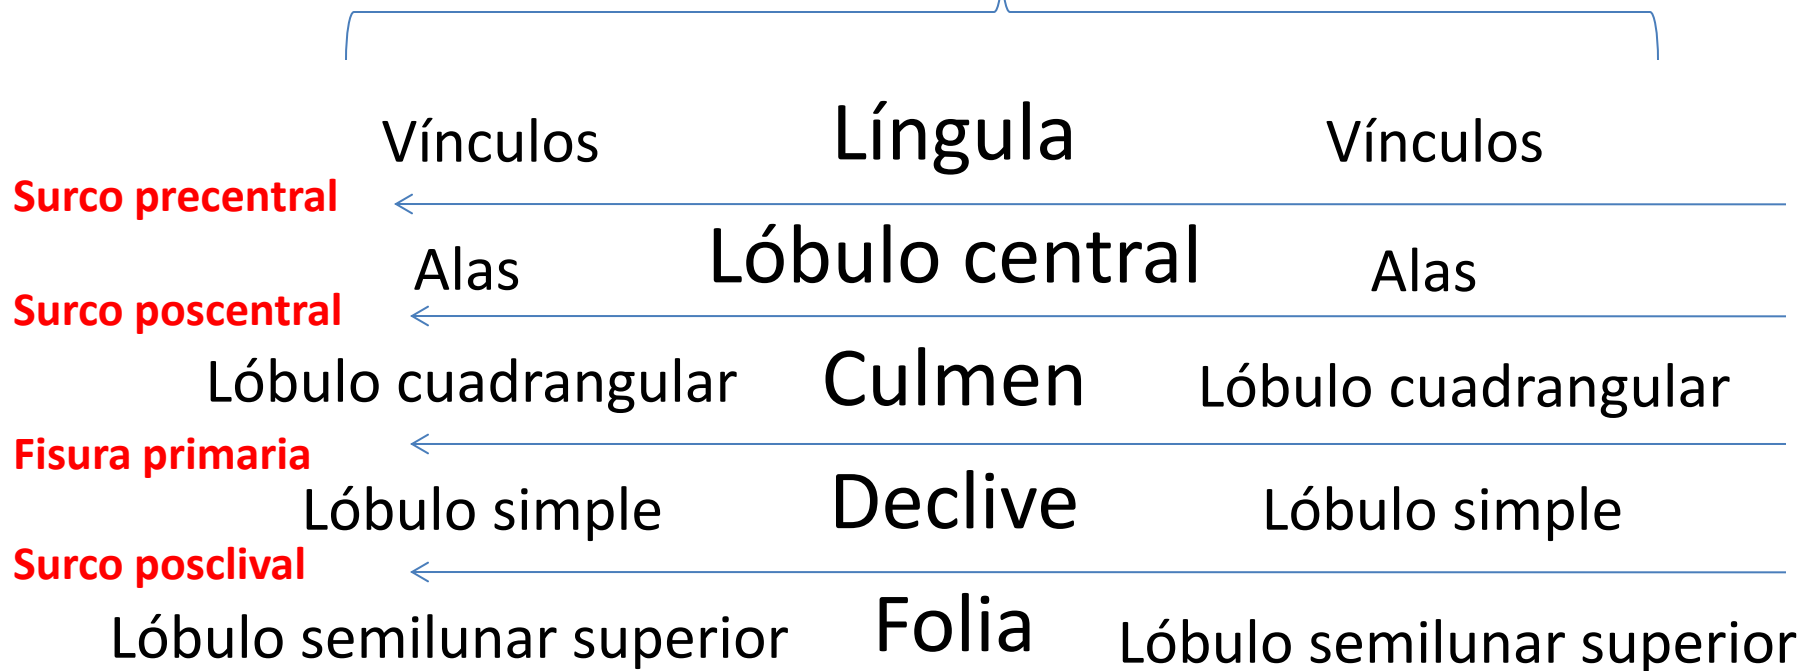 Vínculos Língula Vínculos
Surco precentral
Alas Lóbulo central Alas
Surco poscentral
Lóbulo cuadrangular Culmen Lóbulo cuadrangular
Fisura primaria
Lóbulo simple Declive Lóbulo simple
Surco posclival
Lóbulo semilunar superior Folia Lóbulo semilunar superior